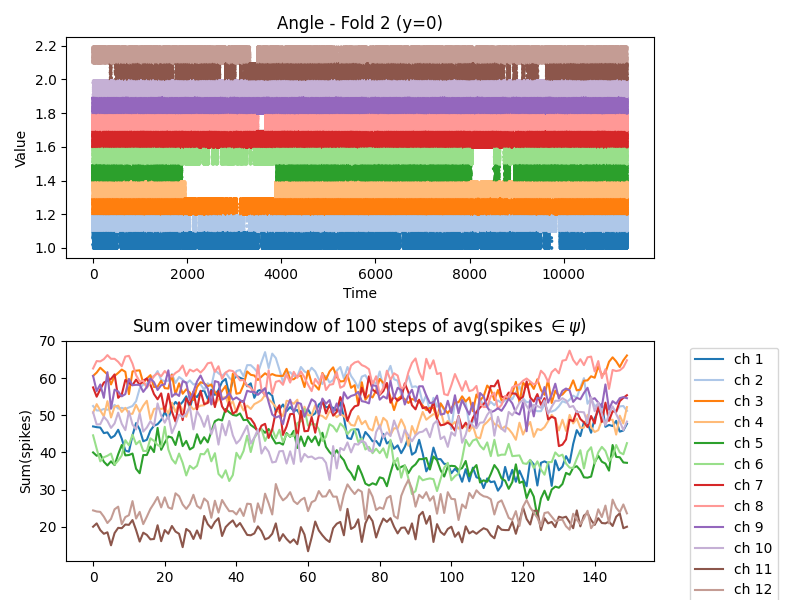 Angle - Fold 2 (y=0)
Value
2.2
2.0
1.8
1.6
1.4
1.2
1.0
0 2000 4000 6000 8000 10000
Time
Sum over timewindow of 100 steps of avg(spikes ∈ ψ)
Sum(spikes)
70
60
50
40
30
20
0 20 40 60 80 100 120 140
ch 1
ch 2
ch 3
ch 4
ch 5
ch 6
ch 7
ch 8
ch 9
ch 10
ch 11
ch 12